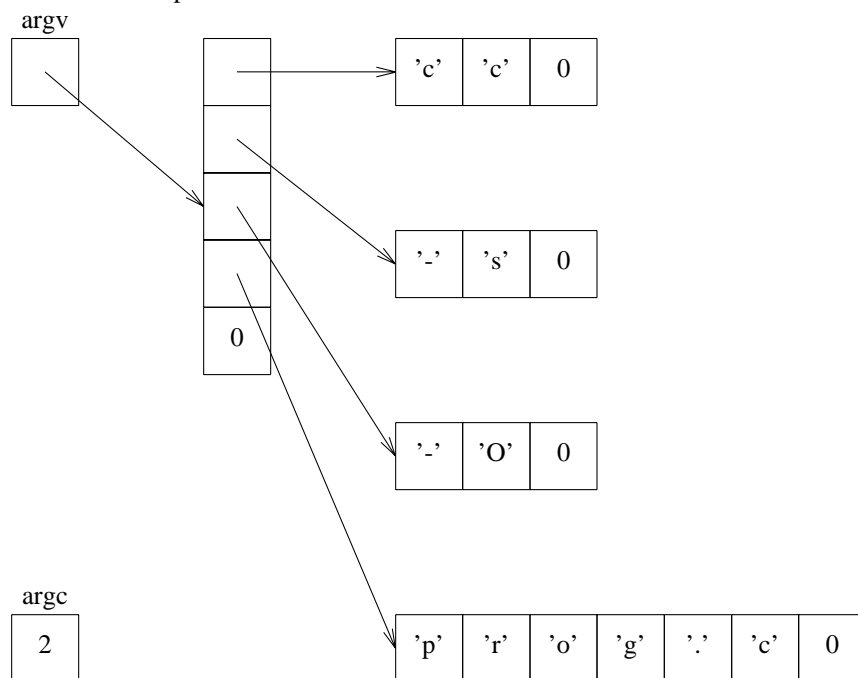 argv
’c’ ’c’ 0
’-’ ’s’ 0
0
’-’ ’O’ 0
argc
2 ’p’ ’r’ ’o’ ’g’ ’.’ ’c’ 0